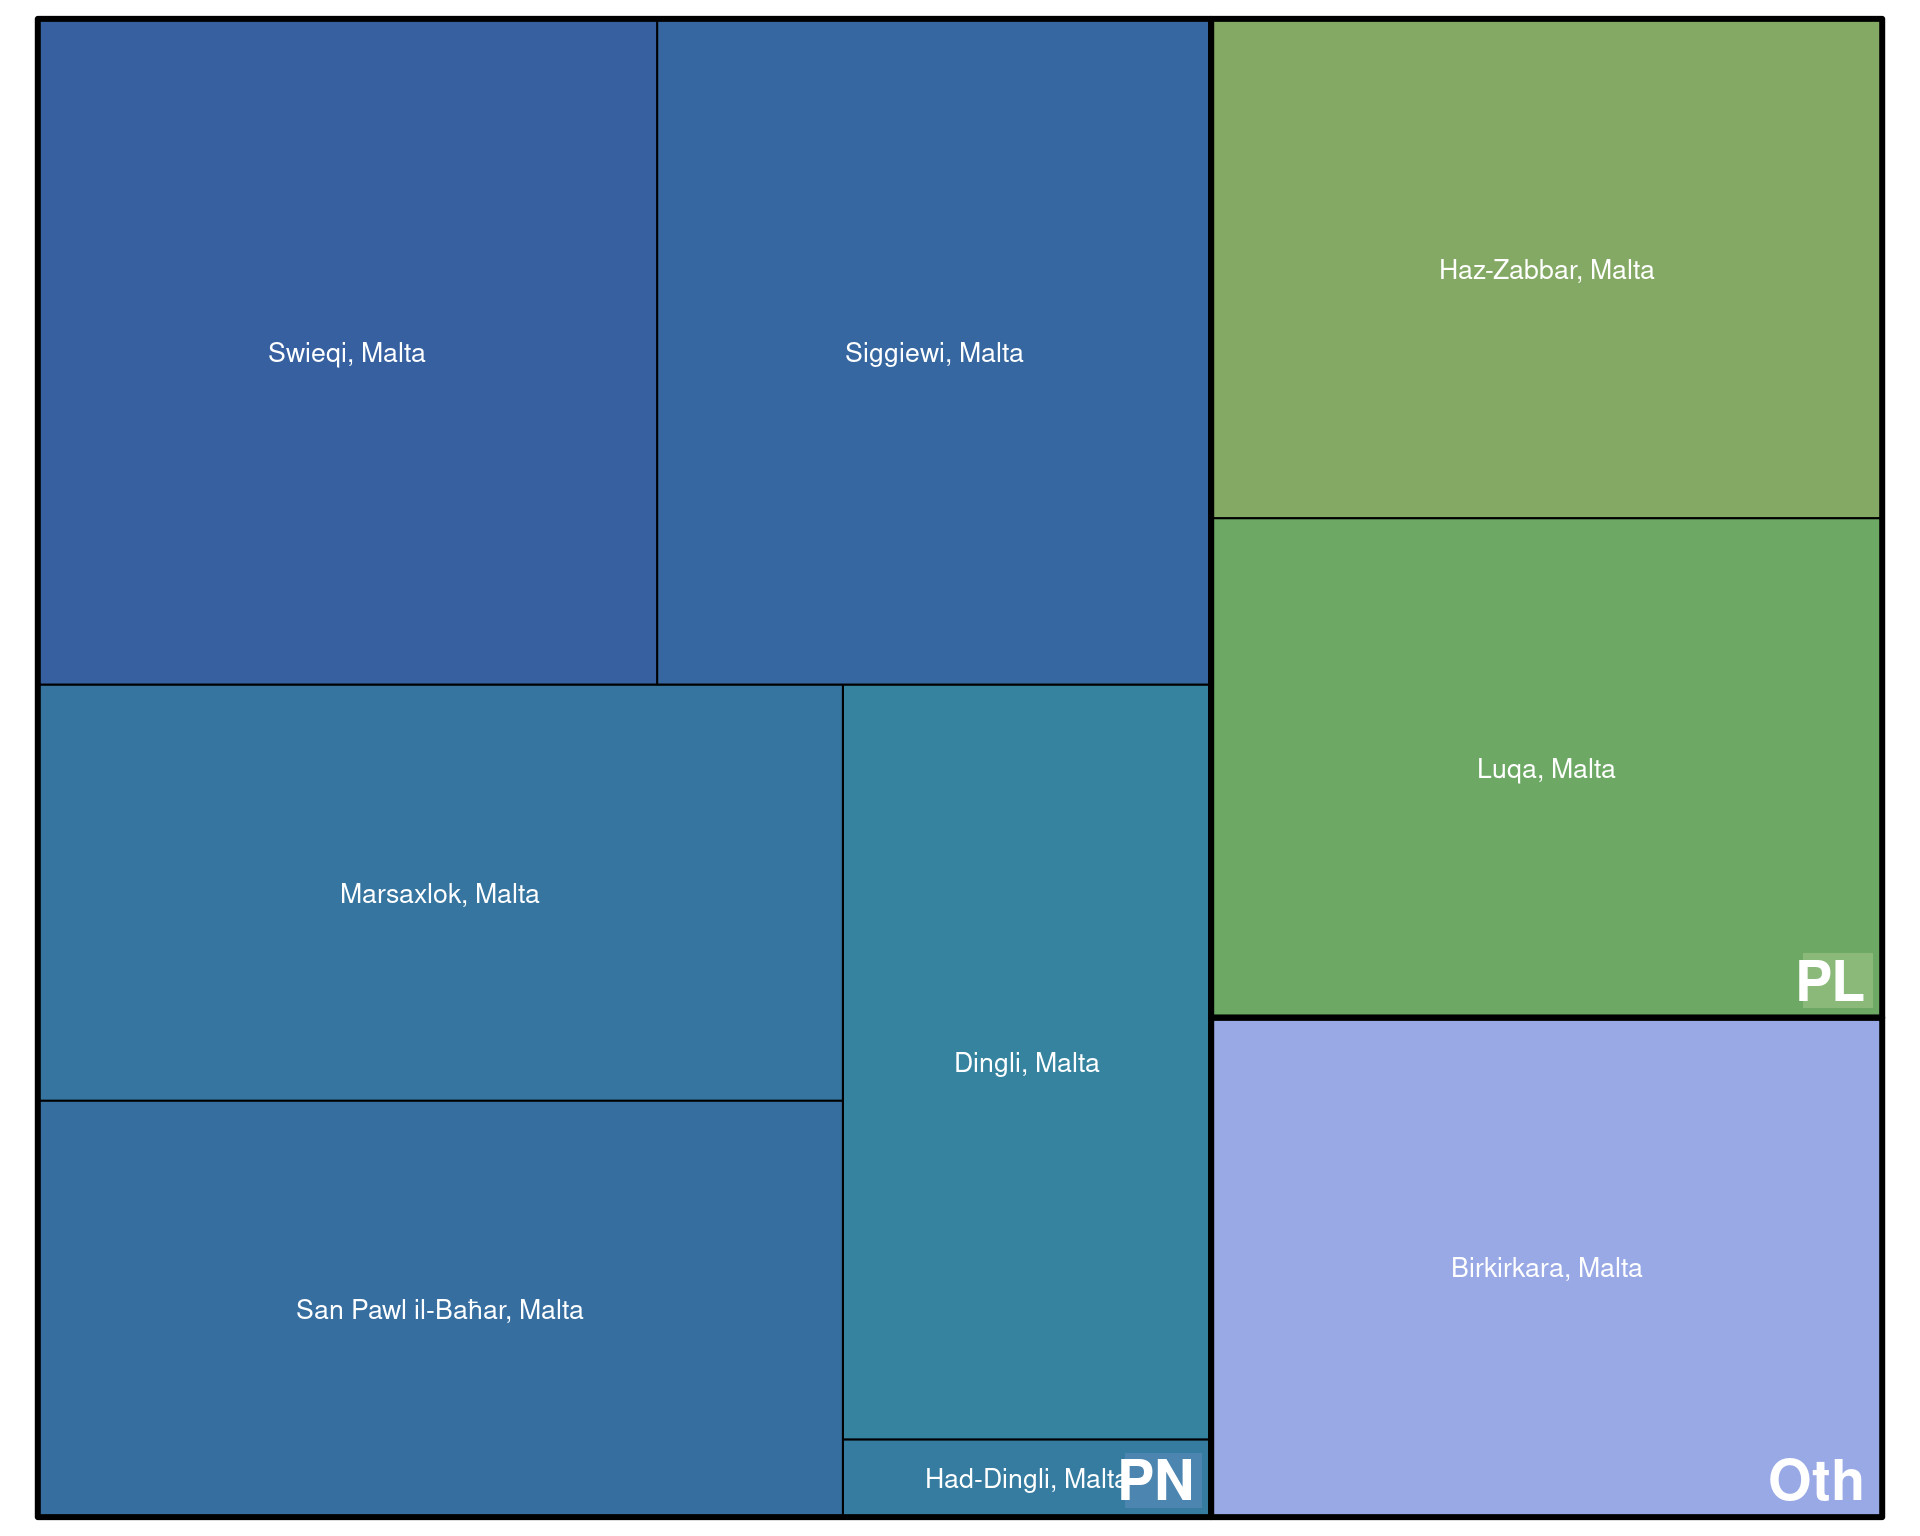 Swieqi, Malta
Siggiewi, Malta
Haz-Zabbar, Malta
Luqa, Malta
PL
Marsaxlok, Malta
Dingli, Malta
San Pawl il-Baħar, Malta
Had-Dingli, Malta
PN
Birkirkara, Malta
Oth